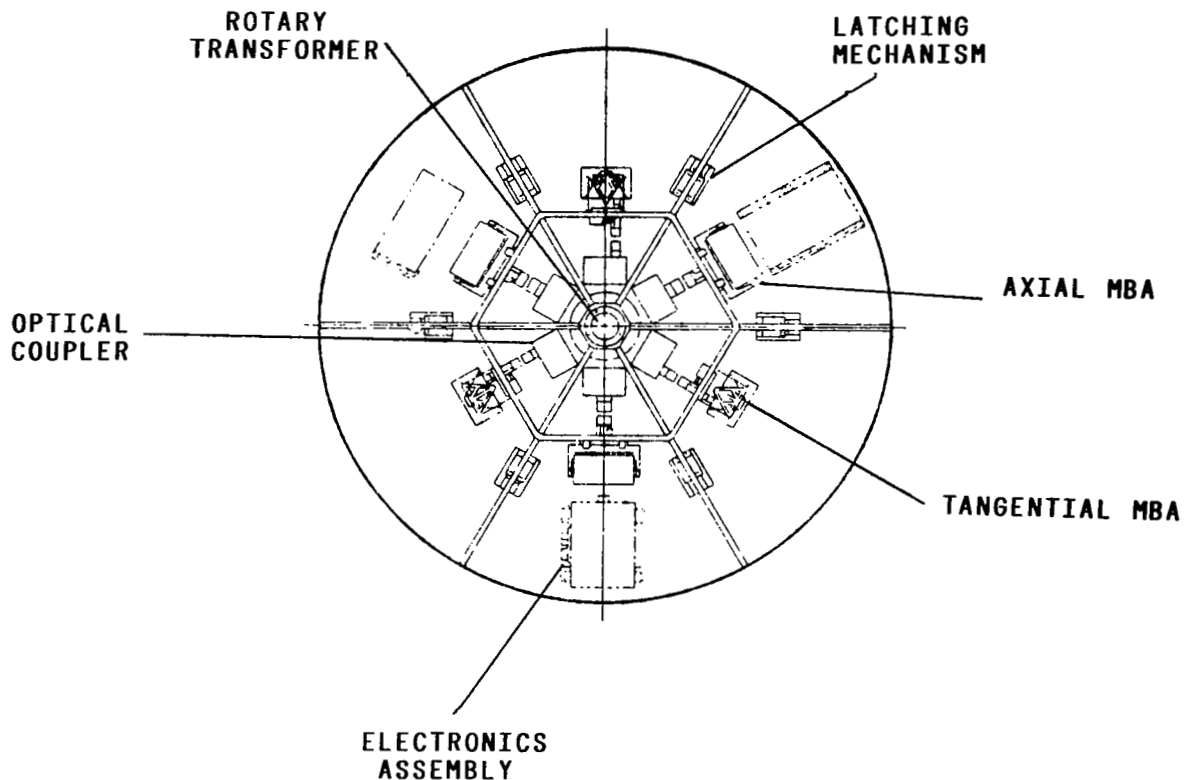 ROTARY
TRANSFORMER
LATCHING
MECHANISM
AXIAL MBA
OPTICAL
COUPLER
TANGENTIAL MBA
ELECTRONICS
ASSEMBLY